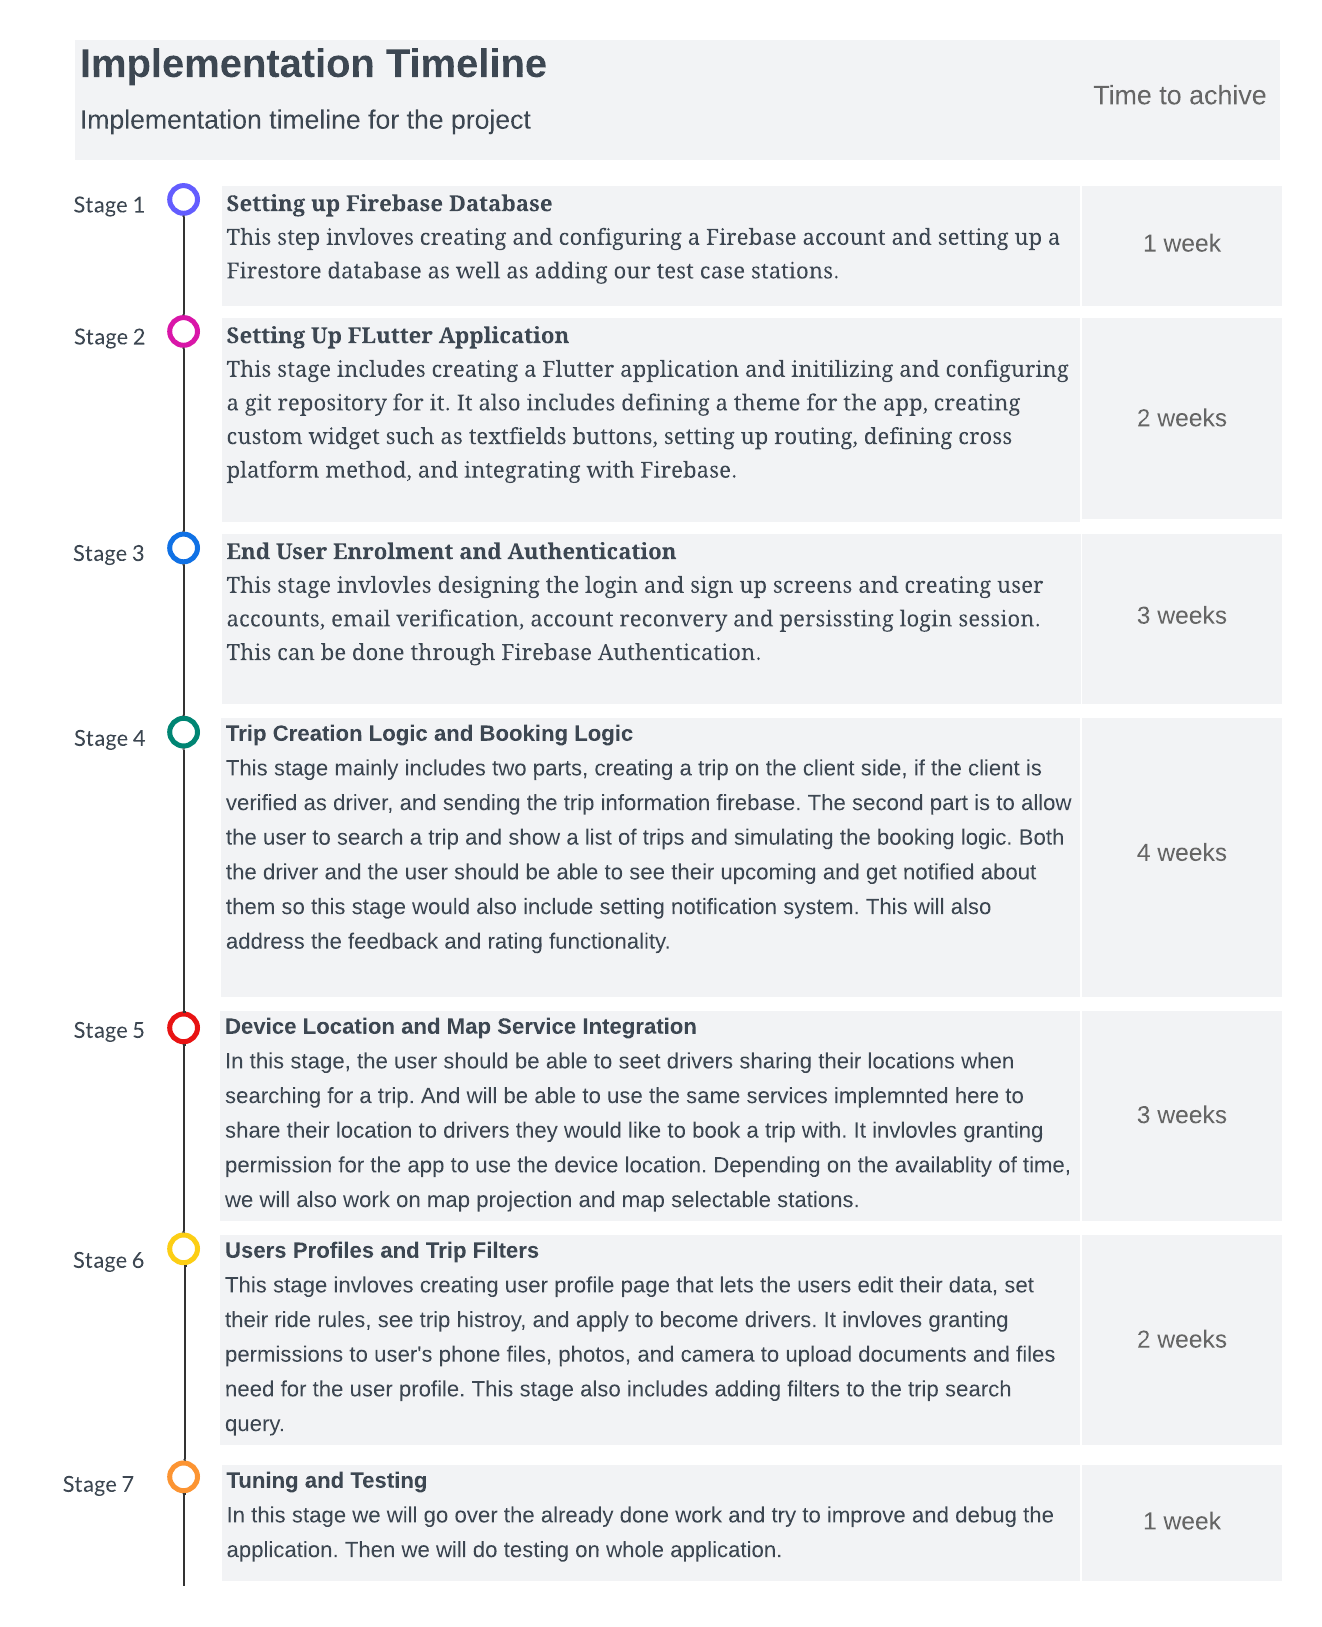 Implementation Timeline
Implementation timeline for the project
Time to achive
Stage 1
Setting up Firebase Database
This step invloves creating and configuring a Firebase account and setting up a
Firestore database as well as adding our test case stations.
1 week
Stage 2
Setting Up FLutter Application
This stage includes creating a Flutter application and initilizing and configuring
a git repository for it. It also includes defining a theme for the app, creating
custom widget such as textfields buttons, setting up routing, defining cross
platform method, and integrating with Firebase.
2 weeks
Stage 3
End User Enrolment and Authentication
This stage invlovles designing the login and sign up screens and creating user
accounts, email verification, account reconvery and persissting login session.
This can be done through Firebase Authentication.
3 weeks
Stage 4
Trip Creation Logic and Booking Logic
This stage mainly includes two parts, creating a trip on the client side, if the client is
verified as driver, and sending the trip information firebase. The second part is to allow
the user to search a trip and show a list of trips and simulating the booking logic. Both
the driver and the user should be able to see their upcoming and get notified about
them so this stage would also include setting notification system. This will also
address the feedback and rating functionality.
4 weeks
Stage 5
Device Location and Map Service Integration
In this stage, the user should be able to seet drivers sharing their locations when
searching for a trip. And will be able to use the same services implemnted here to
share their location to drivers they would like to book a trip with. It invlovles granting
permission for the app to use the device location. Depending on the availablity of time,
we will also work on map projection and map selectable stations.
3 weeks
Stage 6
Users Profiles and Trip Filters
This stage invloves creating user profile page that lets the users edit their data, set
their ride rules, see trip histroy, and apply to become drivers. It invloves granting
permissions to user's phone files, photos, and camera to upload documents and files
need for the user profile. This stage also includes adding filters to the trip search
query.
2 weeks
Stage 7
Tuning and Testing
In this stage we will go over the already done work and try to improve and debug the
application. Then we will do testing on whole application.
1 week